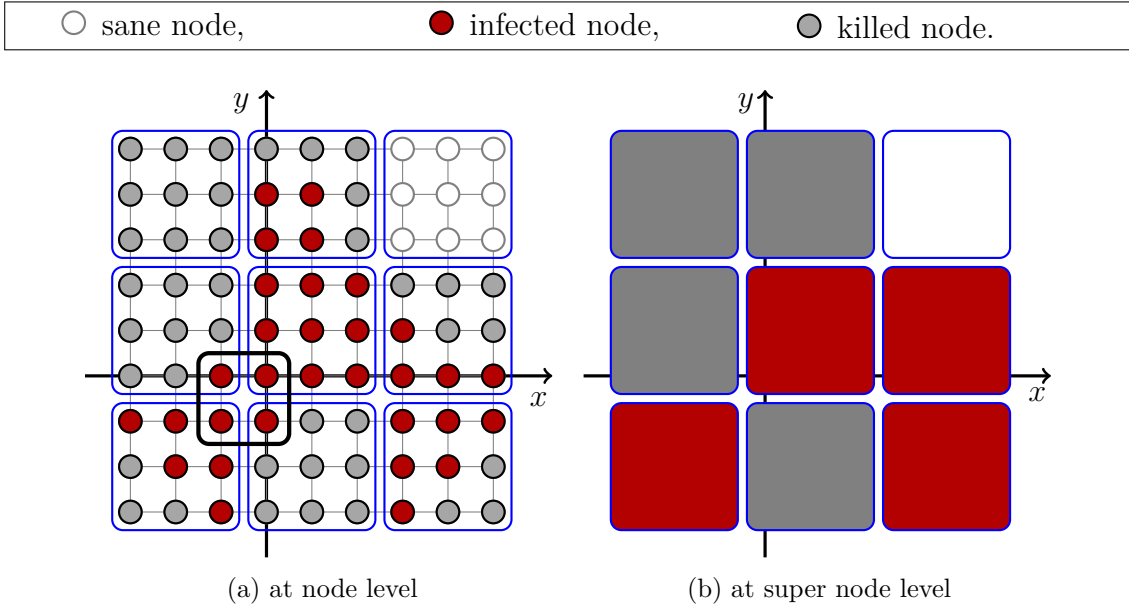 sane node, infected node, killed node.
y y
x x
(a) at node level (b) at super node level